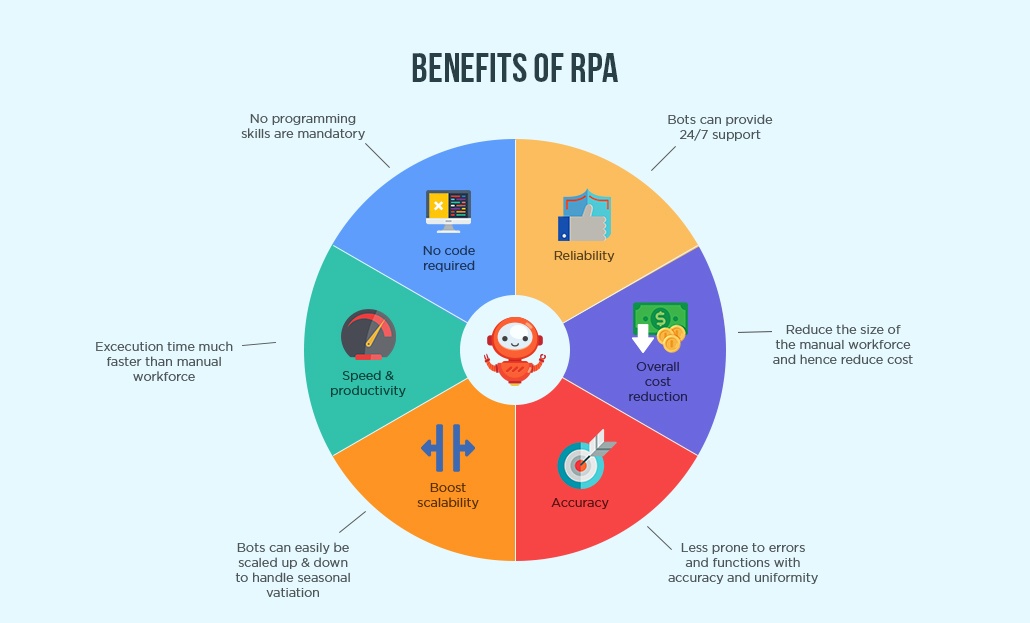 BENEFITS OF RPA
No programming
skills are mandatory
Bots can provide
24/7 support
No code
required
Reliability
Excecution time much
faster than manual
workforce
Speed &
productivity
Overall
cost
reduction
Reduce the size of
the manual workforce
and hence reduce cost
Boost
scalability
Accuracy
Bots can easily be
scaled up & down
to handle seasonal
vatiation
Less prone to errors
and functions with
accuracy and uniformity